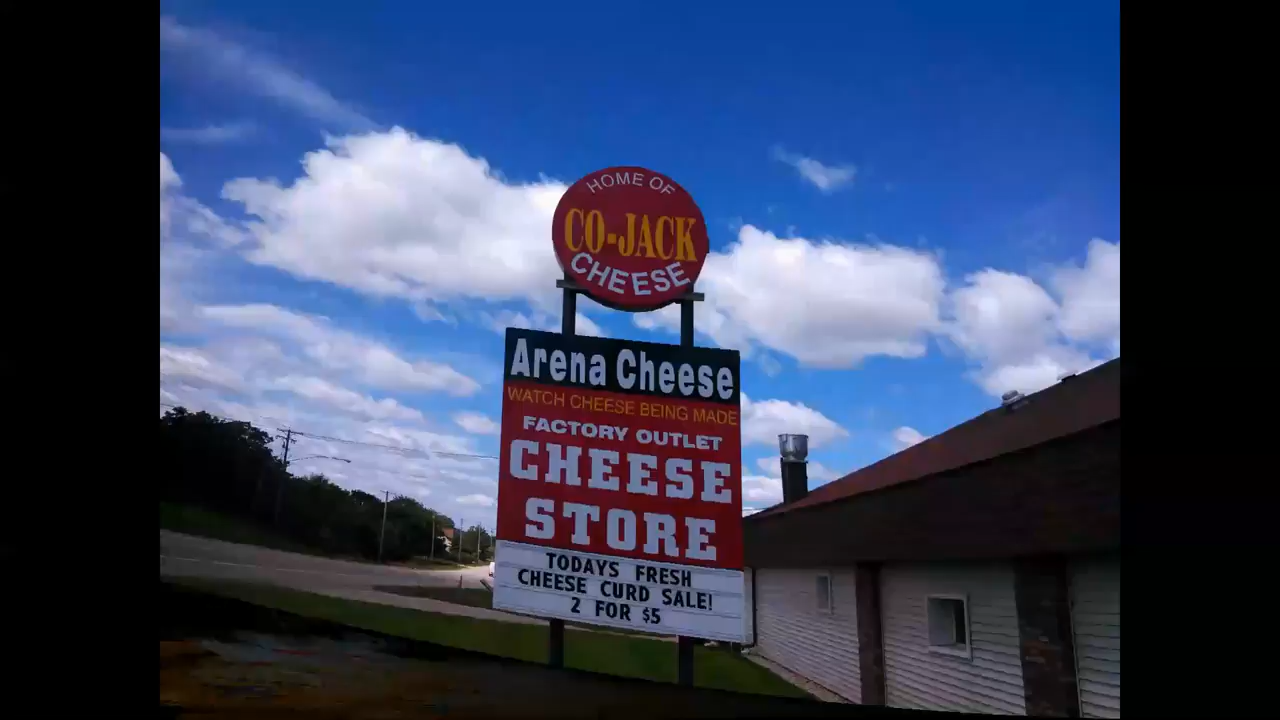 HOME OF
CO-JACK
CHEESE
Arena Cheese
WATCH CHEESE BEING MADE
FACTORY OUTLET
CHEESE
STORE
TODAYS FRESH
CHEESE CURD SALE!
2 FOR $5